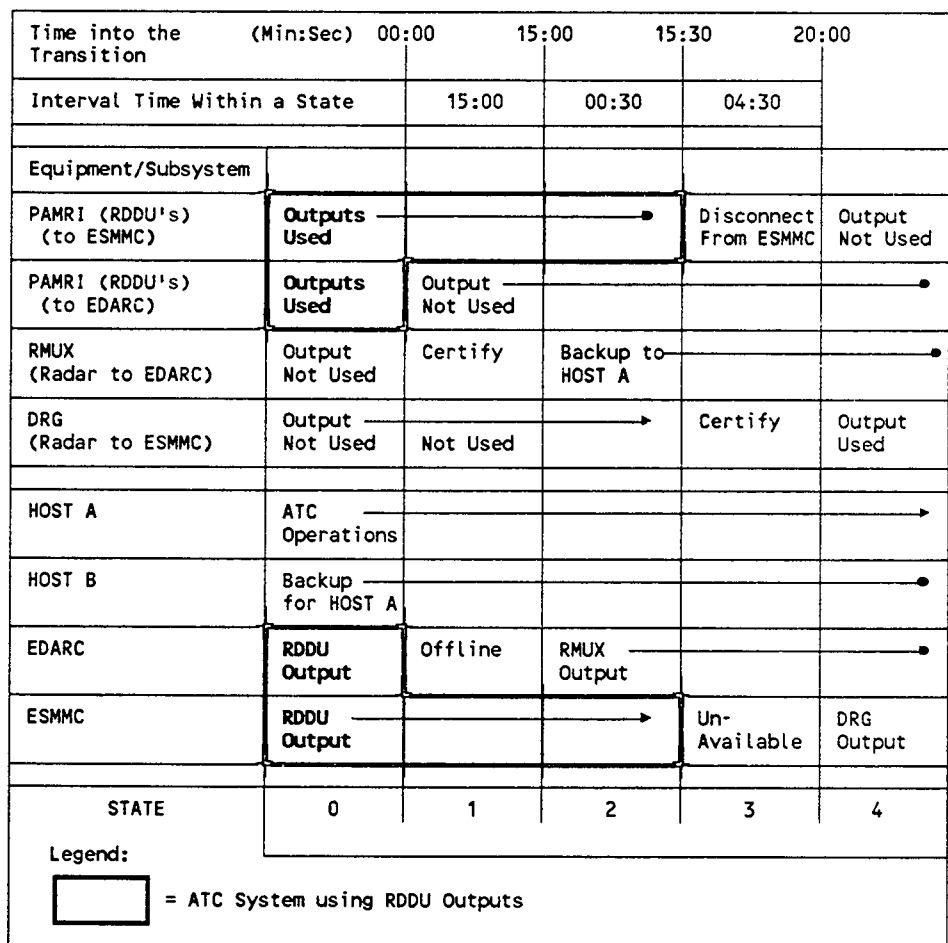 Time into the (Min:Sec) 00:00 15:00 15:30 20:00
Transition
Interval Time Within a State 15:00 00:30 04:30
Equipment/Subsystem
PAMRI (RDDU's) Outputs Disconnect Output
(to ESMMC) Used From ESMMC Not Used
PAMRI (RDDU's) Outputs Output
(to EDARC) Used Not Used
RMUX Output Certify Backup to
(Radar to EDARC) Not Used HOST A
DRG Output Certify Output
(Radar to ESMMC) Not Used Not Used Used
HOST A ATC
Operations
HOST B Backup
for HOST A
EDARC RDDU Offline RMUX
Output Output
ESMMC RDDU Un- DRG
Output Available Output
STATE 0 1 2 3 4
Legend:
= ATC System using RDDU Outputs